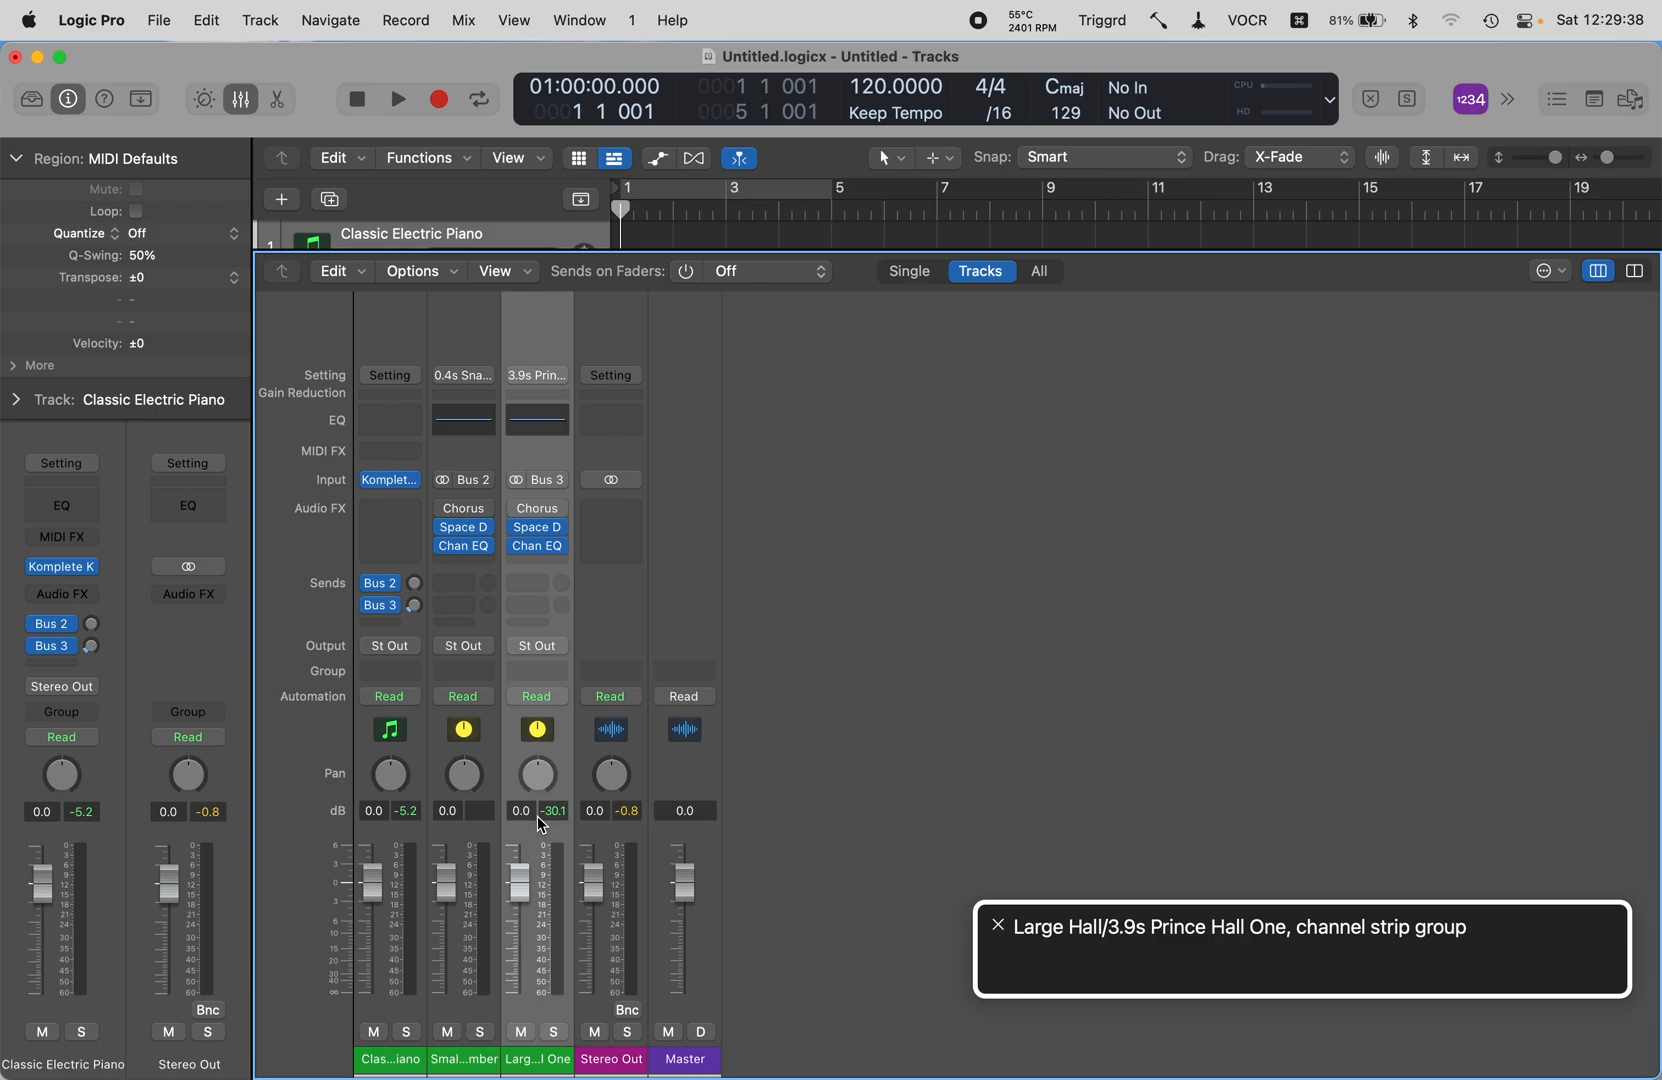 Logic Pro File Edit Track Navigate Record Mix View Window 1 Help 55°C 2401 RPM Triggrd VOCR 81% Sat 12:29:38
Untitled.logicx - Untitled - Tracks
01:00:00.000 0001 1 001 120.0000 4/4 Cmaj No In CPU
0001 1 001 0005 1 001 Keep Tempo /16 129 No Out HD
1234
Region: MIDI Defaults
Mute:
Loop:
Quantize Off
Q-Swing: 50%
Transpose: ±0
- -
- -
Velocity: ±0
More
Track: Classic Electric Piano
Edit Functions View Snap: Smart Drag: X-Fade
1 3 5 7 9 11 13 15 17 19
1 Classic Electric Piano
Edit Options View Sends on Faders: Off Single Tracks All
Setting Setting 0.4s Sna... 3.9s Prin... Setting
Gain Reduction
EQ
MIDI FX
Input Komplet... Bus 2 Bus 3
Audio FX Chorus Chorus
Space D Space D
Chan EQ Chan EQ
Sends Bus 2
Bus 3
Output St Out St Out St Out
Group
Automation Read Read Read Read Read
Pan
dB 0.0 -5.2 0.0 0.0 -30.1 0.0 -0.8 0.0
Bnc
M S M S M S M S M D
Clas...iano Smal...mber Larg...l One Stereo Out Master
Setting Setting
EQ EQ
MIDI FX
Komplete K
Audio FX Audio FX
Bus 2
Bus 3
Stereo Out
Group Group
Read Read
0.0 -5.2 0.0 -0.8
Bnc
M S M S
Classic Electric Piano Stereo Out
Large Hall/3.9s Prince Hall One, channel strip group